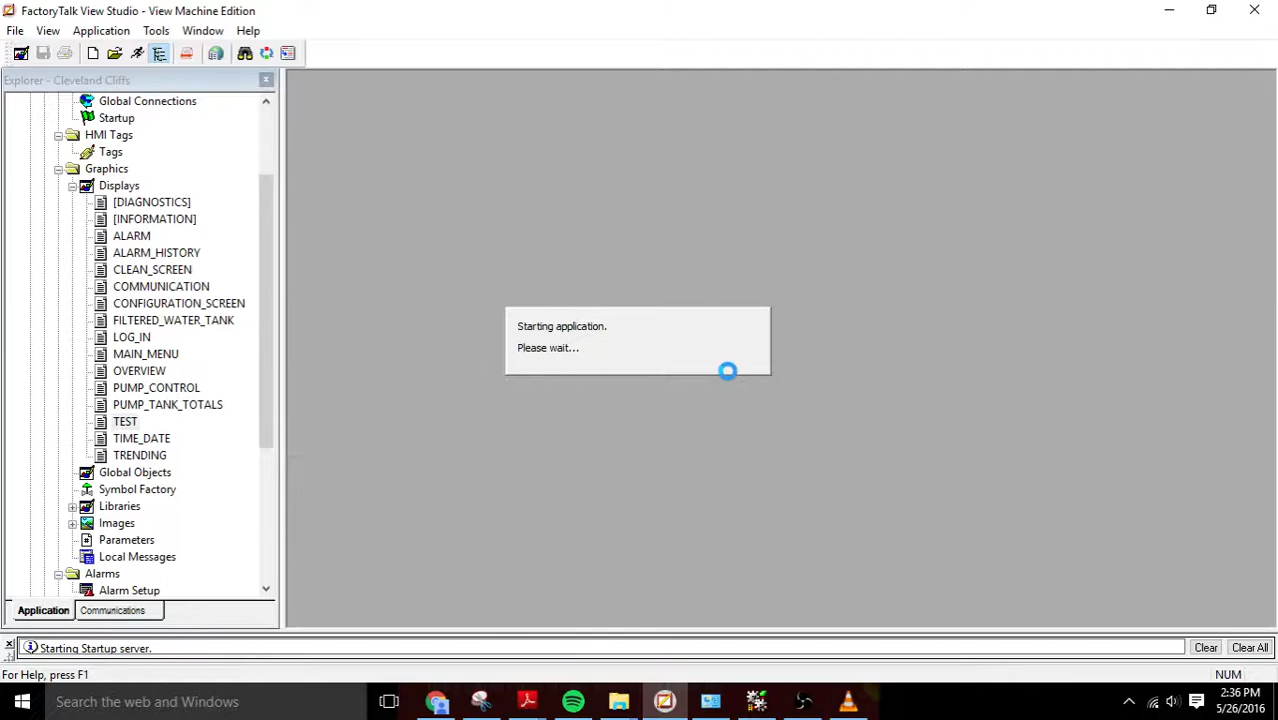 FactoryTalk View Studio - View Machine Edition
File View Application Tools Window Help
Explorer - Cleveland Cliffs
Global Connections
Startup
HMI Tags
Tags
Graphics
Displays
[DIAGNOSTICS]
[INFORMATION]
ALARM
ALARM_HISTORY
CLEAN_SCREEN
COMMUNICATION
CONFIGURATION_SCREEN
FILTERED_WATER_TANK
LOG_IN
MAIN_MENU
OVERVIEW
PUMP_CONTROL
PUMP_TANK_TOTALS
TEST
TIME_DATE
TRENDING
Global Objects
Symbol Factory
Libraries
Images
Parameters
Local Messages
Alarms
Alarm Setup
Application Communications
Starting application.
Please wait...
Starting Startup server.
Clear Clear All
For Help, press F1
NUM
Search the web and Windows
2:36 PM
5/26/2016